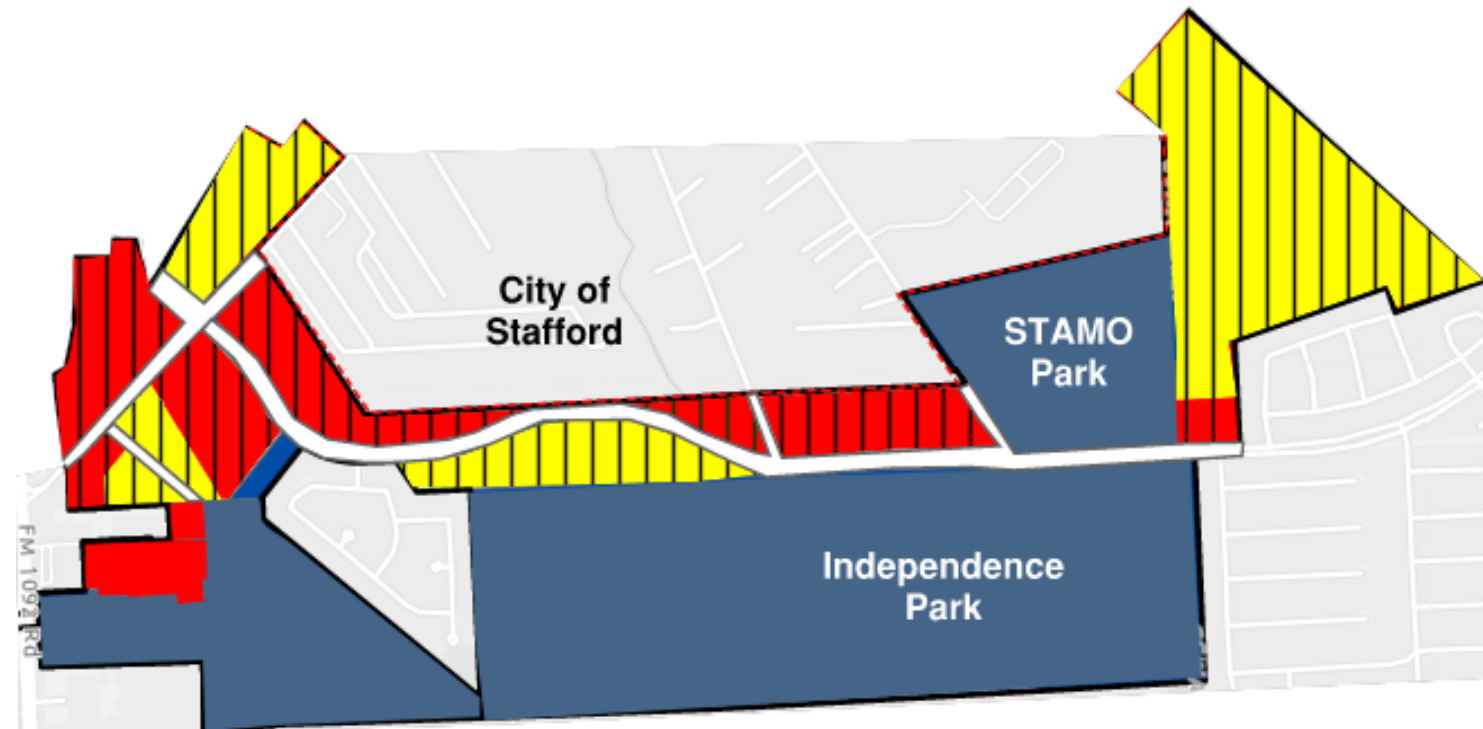 City of
Stafford
STAMO
Park
Independence
Park
FM 1092 Rd